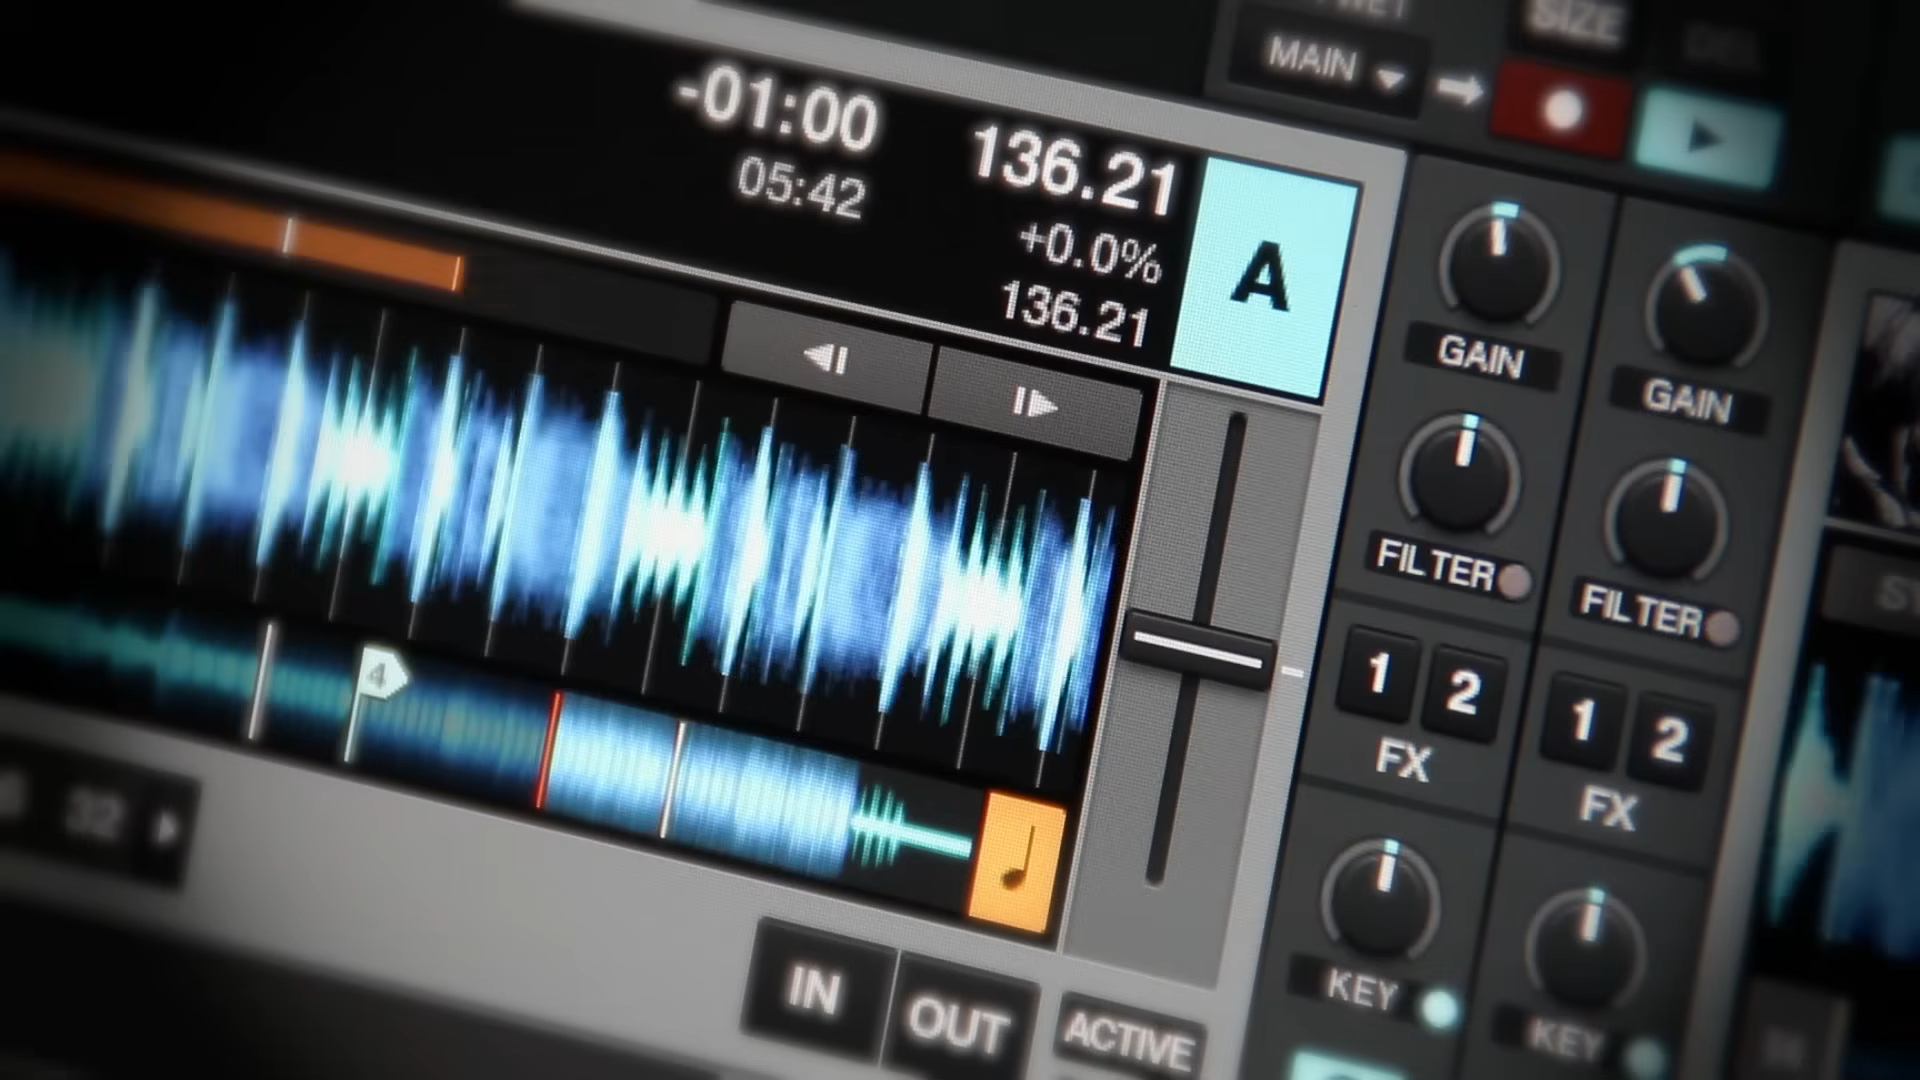 SIZE
MAIN
-01:00
05:42
136.21
+0.0%
136.21
A
GAIN
GAIN
FILTER
FILTER
1 2
FX
1 2
FX
4
32
KEY
KEY
IN
OUT
ACTIVE